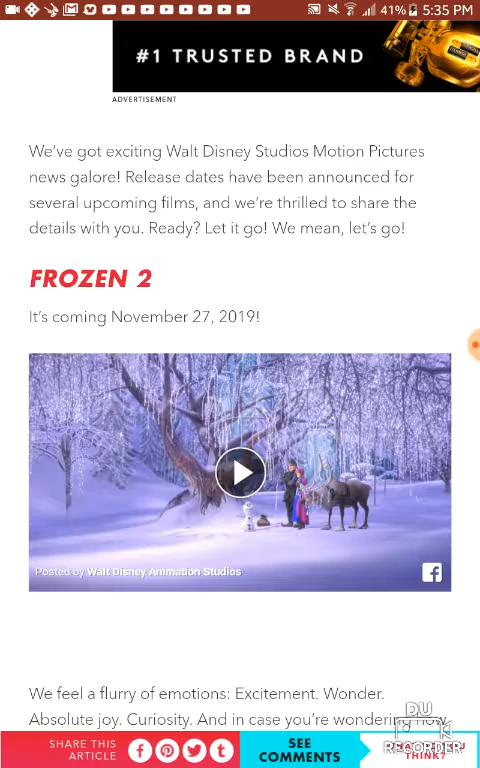 41% 5:35 PM
#1 TRUSTED BRAND
ADVERTISEMENT
We've got exciting Walt Disney Studios Motion Pictures
news galore! Release dates have been announced for
several upcoming films, and we're thrilled to share the
details with you. Ready? Let it go! We mean, let's go!
FROZEN 2
It's coming November 27, 2019!
Posted by Walt Disney Animation Studios
We feel a flurry of emotions: Excitement. Wonder.
Absolute joy. Curiosity. And in case you're wondering how
SHARE THIS
ARTICLE
SEE
COMMENTS
THINK?
DU
RECORDER